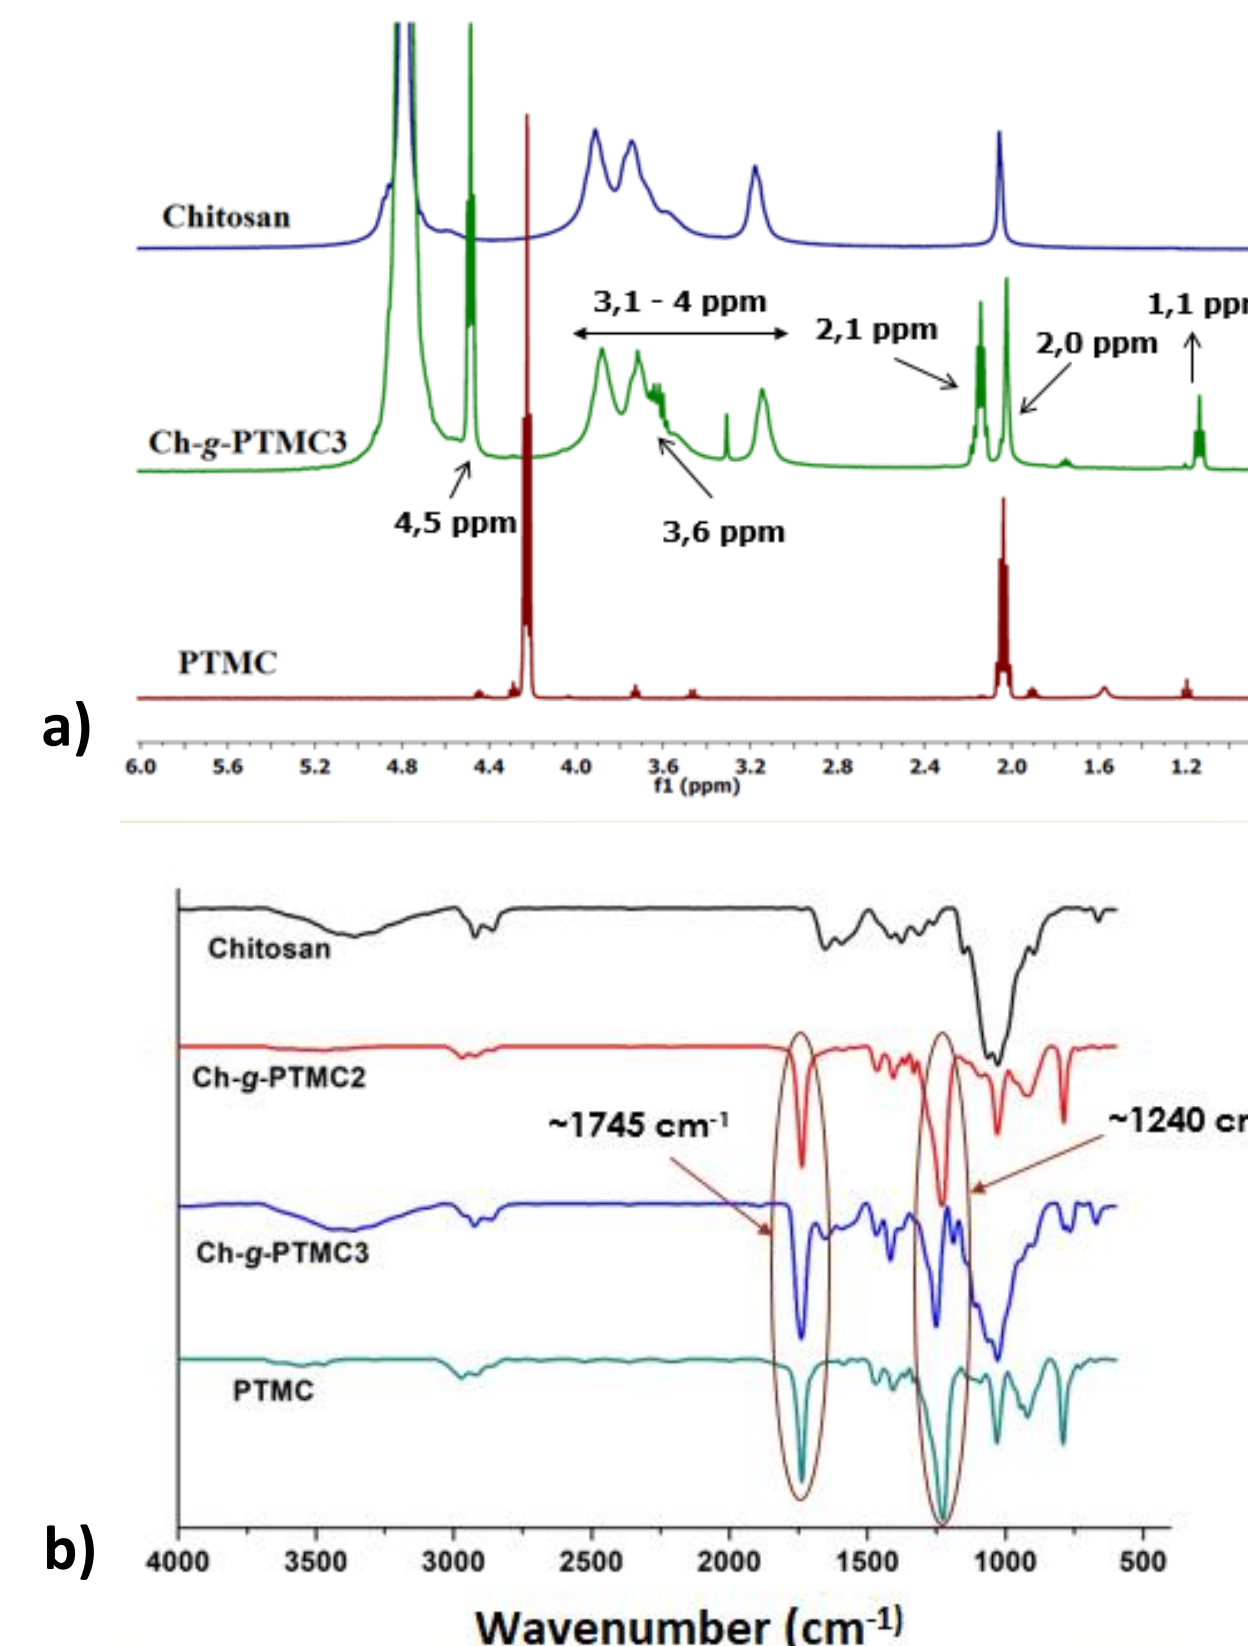 Chitosan
3,1 - 4 ppm
1,1 ppm
2,1 ppm
2,0 ppm
Ch-g-PTMC3
4,5 ppm
3,6 ppm
PTMC
a)
6.0 5.6 5.2 4.8 4.4 4.0 3.6 3.2 2.8 2.4 2.0 1.6 1.2
f1 (ppm)
Chitosan
Ch-g-PTMC2
~1745 cm-1
~1240 cr
Ch-g-PTMC3
PTMC
b)
4000 3500 3000 2500 2000 1500 1000 500
Wavenumber (cm-1)